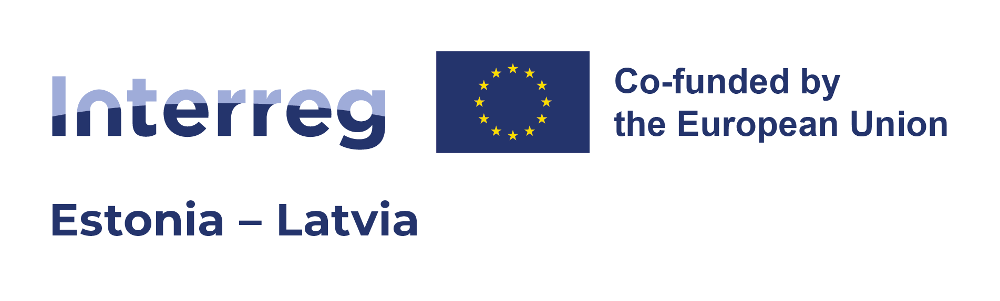 Interreg
Co-funded by
the European Union
Estonia – Latvia